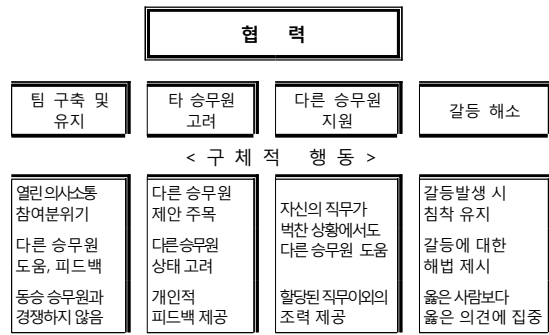 협 력
팀 구축 및
유지
타 승무원
고려
다른 승무원
지원
갈등 해소
< 구 체 적 행 동 >
열린 의사소통
참여분위기
다른 승무원
도움, 피드백
동승 승무원과
경쟁하지 않음
다른 승무원
제안 주목
다른 승무원
상태 고려
개인적
피드백 제공
자신의 직무가
벅찬 상황에서도
다른 승무원 도움
할당된 직무이외의
조력 제공
갈등발생 시
침착 유지
갈등에 대한
해법 제시
옳은 사람보다
옳은 의견에 집중